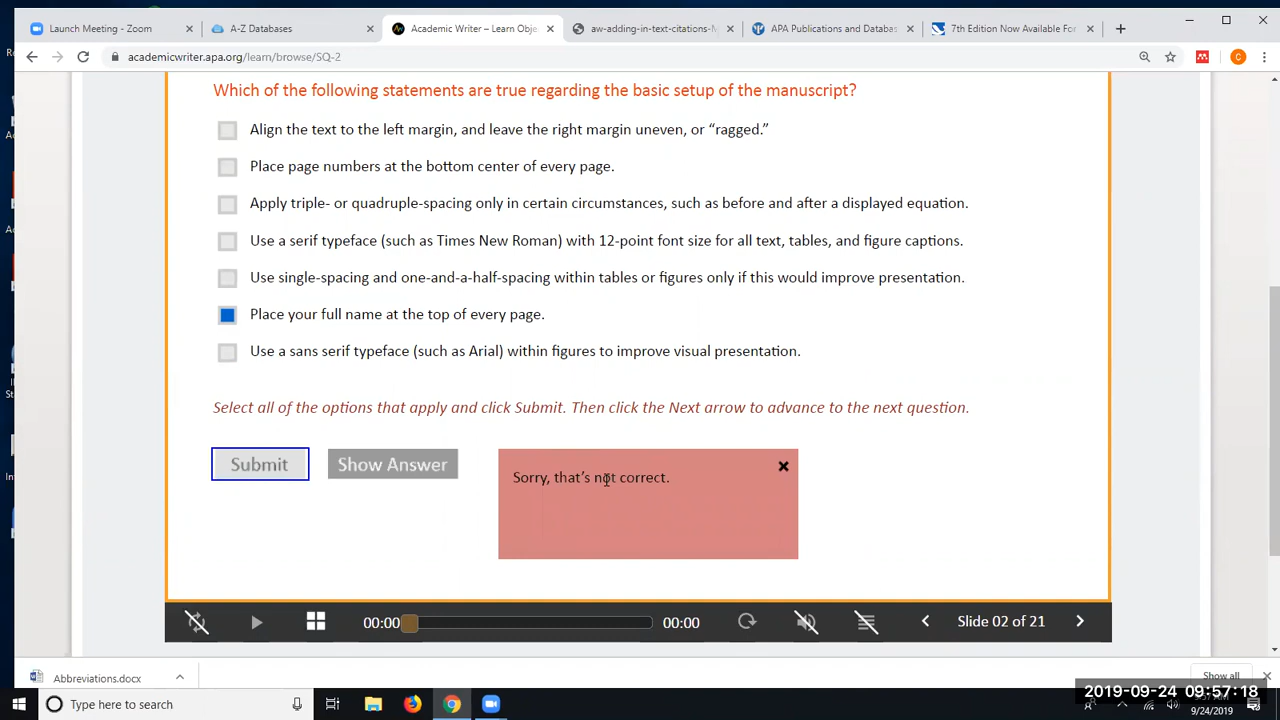 Launch Meeting - Zoom
A-Z Databases
Academic Writer – Learn Obje
aw-adding-in-text-citations-
APA Publications and Databas
7th Edition Now Available For
academicwriter.apa.org/learn/browse/SQ-2
C
Which of the following statements are true regarding the basic setup of the manuscript?
Align the text to the left margin, and leave the right margin uneven, or “ragged.”
Place page numbers at the bottom center of every page.
Apply triple- or quadruple-spacing only in certain circumstances, such as before and after a displayed equation.
Use a serif typeface (such as Times New Roman) with 12-point font size for all text, tables, and figure captions.
Use single-spacing and one-and-a-half-spacing within tables or figures only if this would improve presentation.
Place your full name at the top of every page.
Use a sans serif typeface (such as Arial) within figures to improve visual presentation.
Select all of the options that apply and click Submit. Then click the Next arrow to advance to the next question.
Submit
Show Answer
Sorry, that’s not correct.
00:00
00:00
Slide 02 of 21
Abbreviations.docx
Show all
Type here to search
2019-09-24 09:57:18
9/24/2019